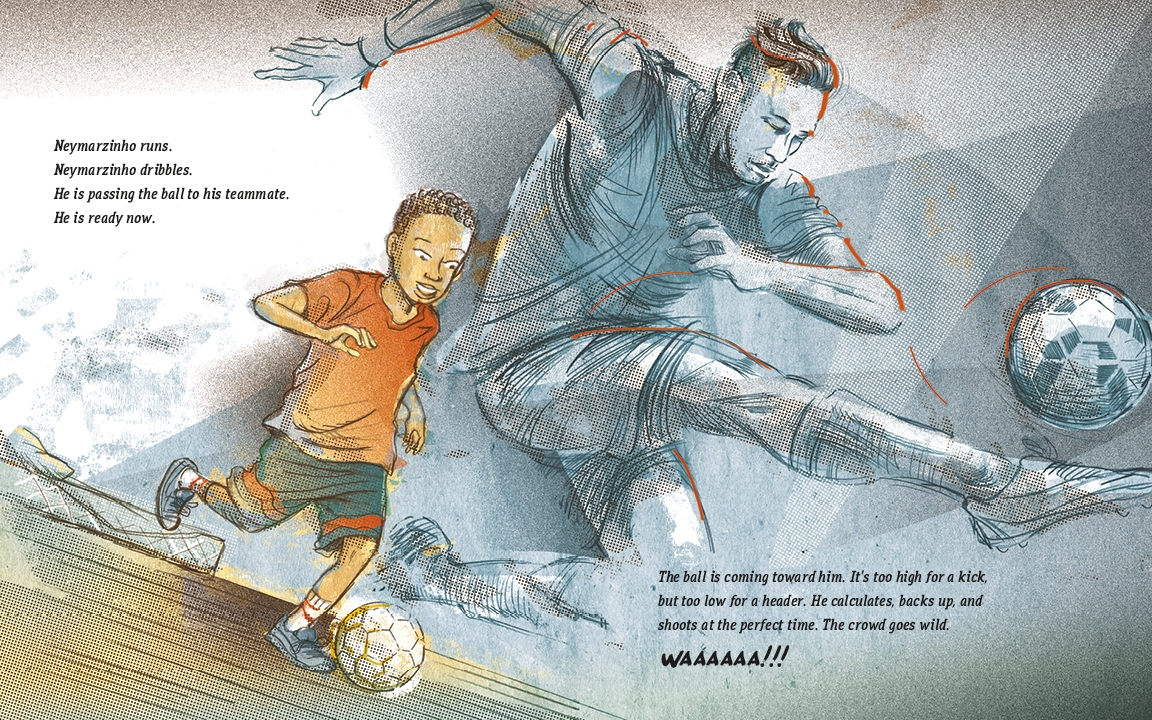 Neymarzinho runs.
Neymarzinho dribbles.
He is passing the ball to his teammate.
He is ready now.
The ball is coming toward him. It's too high for a kick,
but too low for a header. He calculates, backs up, and
shoots at the perfect time. The crowd goes wild.
WAÁAAAA!!!